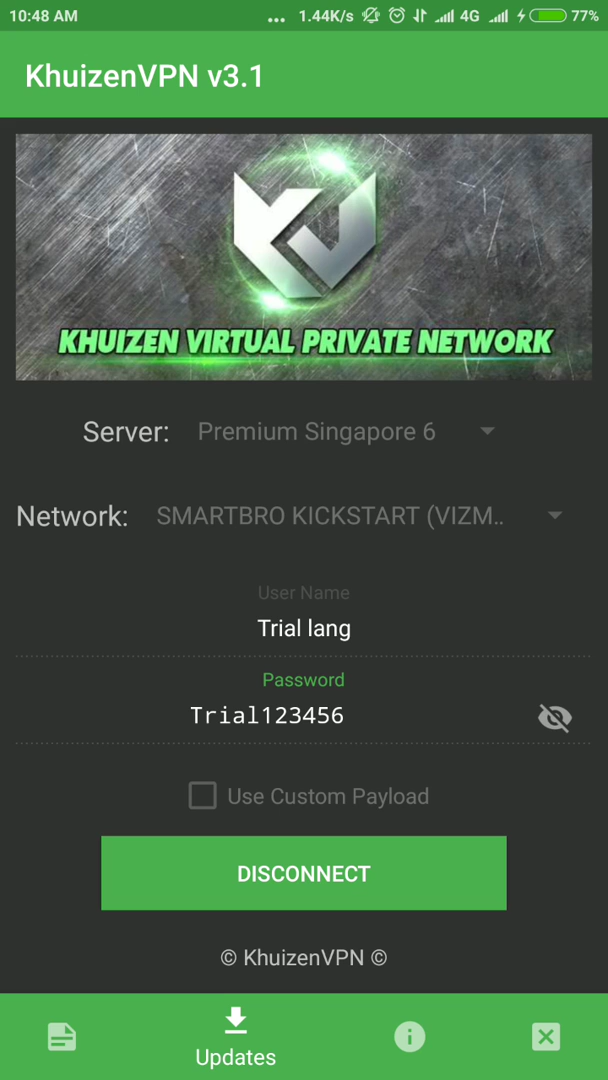 10:48 AM ... 1.44K/s 4G 77%
KhuizenVPN v3.1
KHUIZEN VIRTUAL PRIVATE NETWORK
Server: Premium Singapore 6
Network: SMARTBRO KICKSTART (VIZM..
User Name
Trial lang
Password
Trial123456
Use Custom Payload
DISCONNECT
© KhuizenVPN ©
Updates